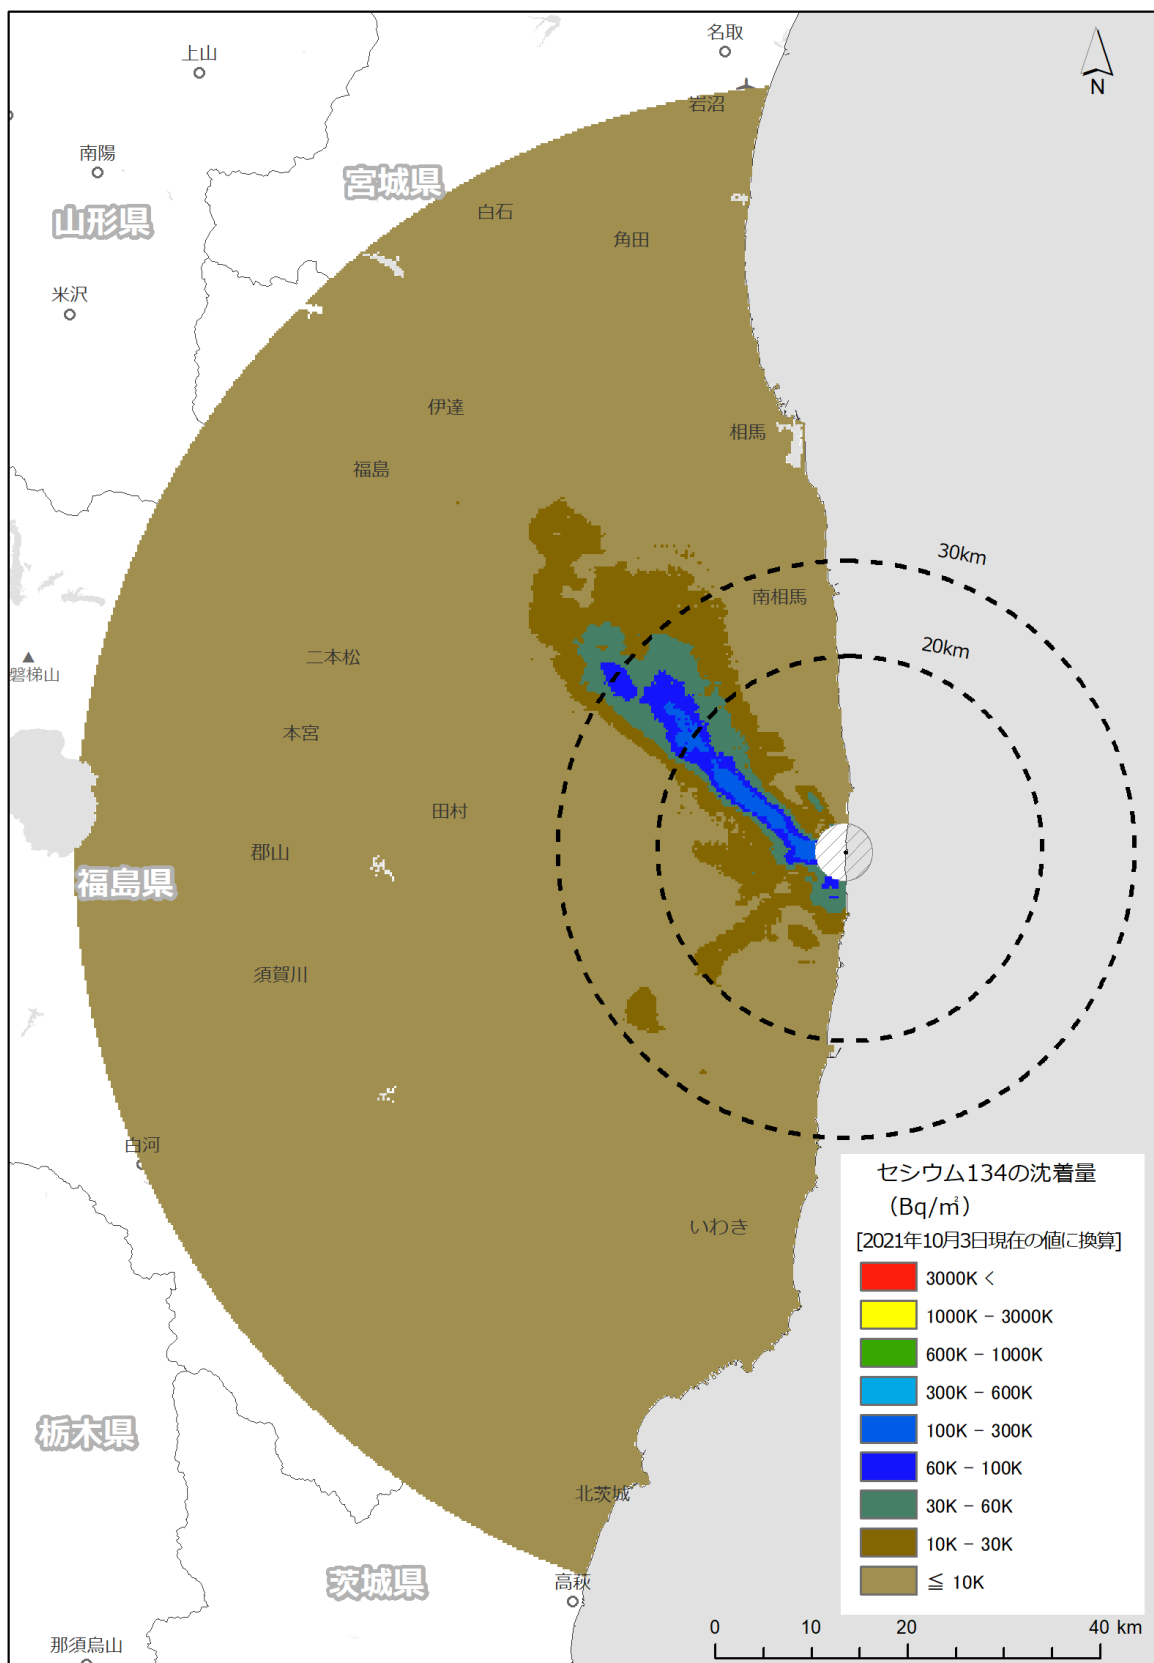 名取
上山
N
岩沼
南陽
宮城県
白石
山形県
角田
米沢
伊達
相馬
福島
30km
南相馬
20km
二本松
磐梯山
本宮
田村
郡山
福島県
須賀川
白河
セシウム134の沈着量
（Bq/㎡）
[2021年10月3日現在の値に換算]
いわき
3000K <
1000K - 3000K
600K - 1000K
300K - 600K
100K - 300K
60K - 100K
30K - 60K
10K - 30K
≦ 10K
栃木県
北茨城
茨城県
高萩
那須烏山
0 10 20 40 km